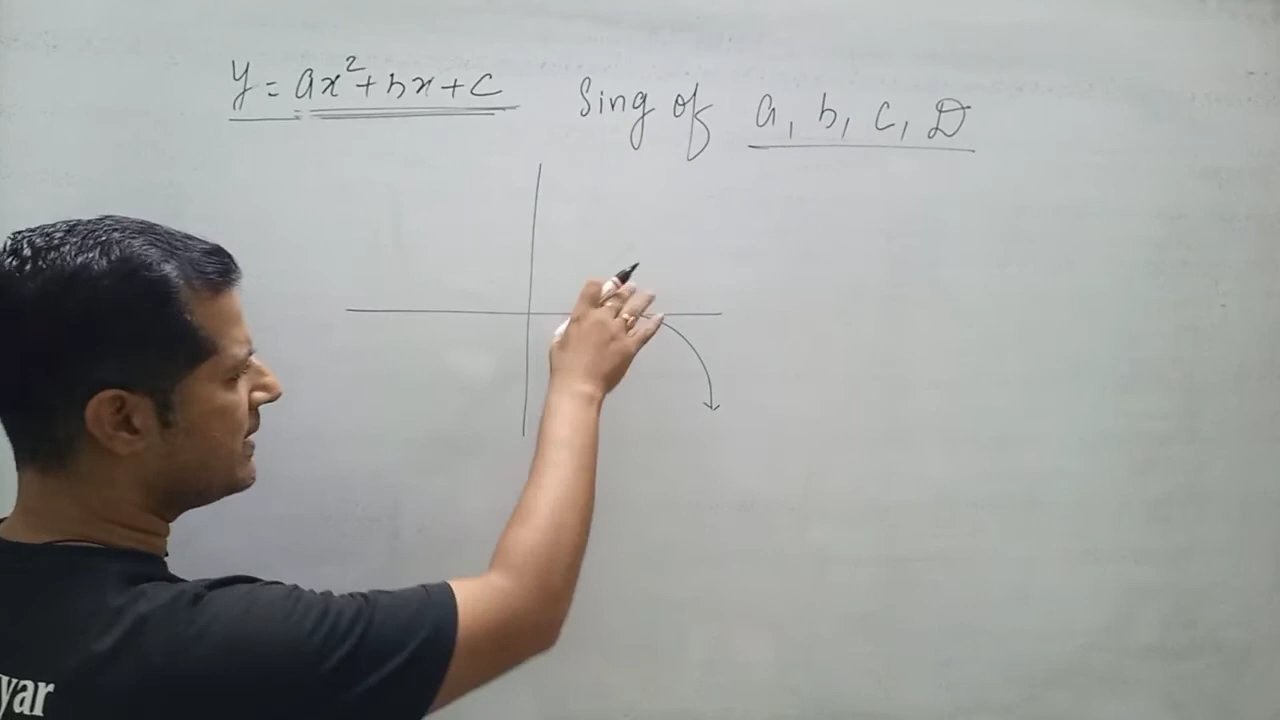 y = ax²+bx+c Sing of a, b, c, D
yar